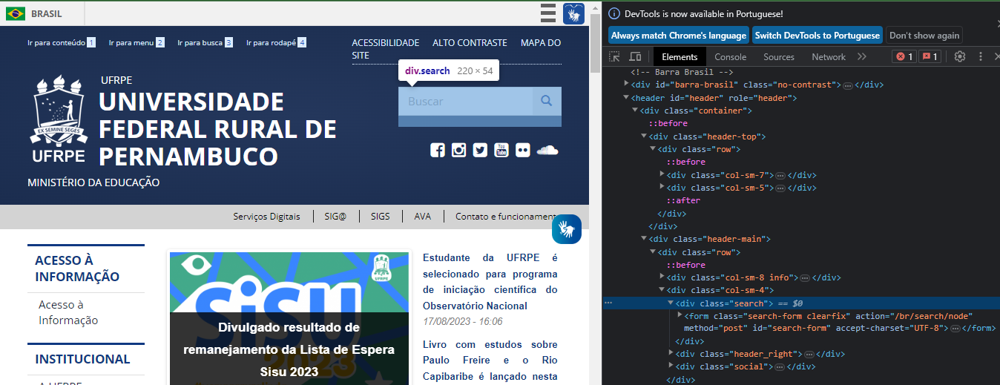 BRASIL
Ir para conteúdo 1 Ir para menu 2 Ir para busca 3 Ir para rodapé 4
ACESSIBILIDADE ALTO CONTRASTE MAPA DO
SITE
div.search 220 × 54
Buscar
UFRPE
UNIVERSIDADE
FEDERAL RURAL DE
PERNAMBUCO
EX SEMINE SEGES
UFRPE
MINISTÉRIO DA EDUCAÇÃO
You
Tube
Serviços Digitais SIG@ SIGS AVA Contato e funcionament
ACESSO À
INFORMAÇÃO
Acesso à
Informação
INSTITUCIONAL
A UFRPE
UFRPE
SiSU
2023
Divulgado resultado de
remanejamento da Lista de Espera
Sisu 2023
Estudante da UFRPE é
selecionado para programa
de iniciação científica do
Observatório Nacional
17/08/2023 - 16:06
Livro com estudos sobre
Paulo Freire e o Rio
Capibaribe é lançado nesta
DevTools is now available in Portuguese!
Always match Chrome's language Switch DevTools to Portuguese Don't show again
Elements Console Sources Network 1 1
<!-- Barra Brasil -->
<div id="barra-brasil" class="no-contrast">…</div>
<header id="header" role="header">
<div class="container">
::before
<div class="header-top">
<div class="row">
::before
<div class="col-sm-7">…</div>
<div class="col-sm-5">…</div>
::after
</div>
</div>
<div class="header-main">
<div class="row">
::before
<div class="col-sm-8 info">…</div>
<div class="col-sm-4">
<div class="search"> == $0
<form class="search-form clearfix" action="/br/search/node"
method="post" id="search-form" accept-charset="UTF-8">…</form>
</div>
<div class="header_right">…</div>
<div class="social">…</div>
</div>